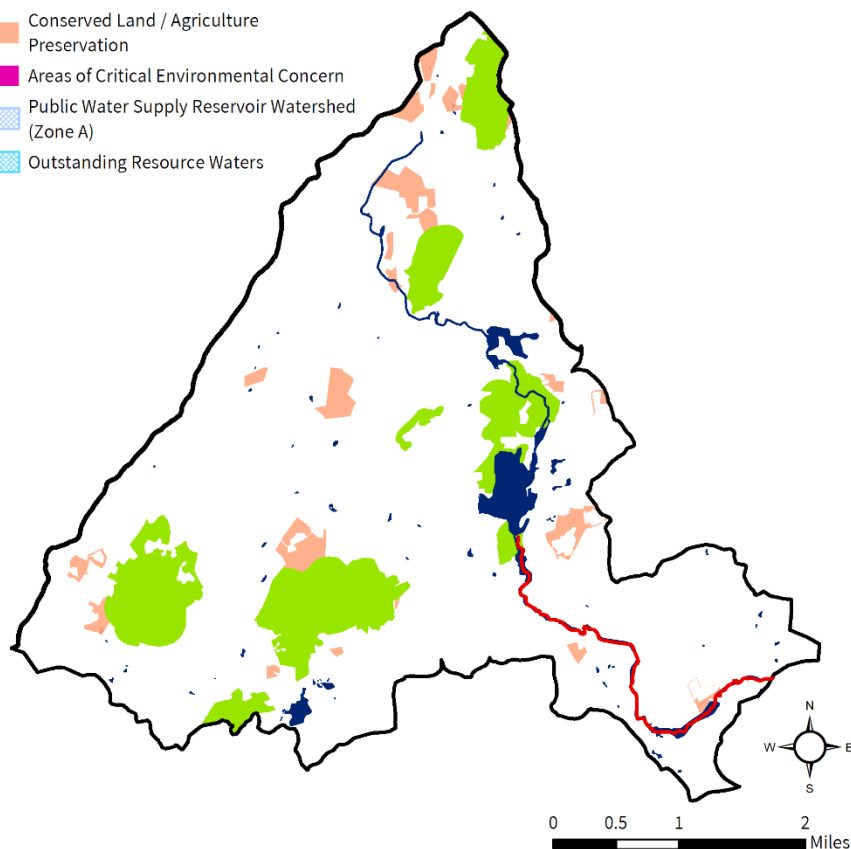 Conserved Land / Agriculture
Preservation
Areas of Critical Environmental Concern
Public Water Supply Reservoir Watershed
(Zone A)
Outstanding Resource Waters
N
W
E
S
0 0.5 1 2
Miles